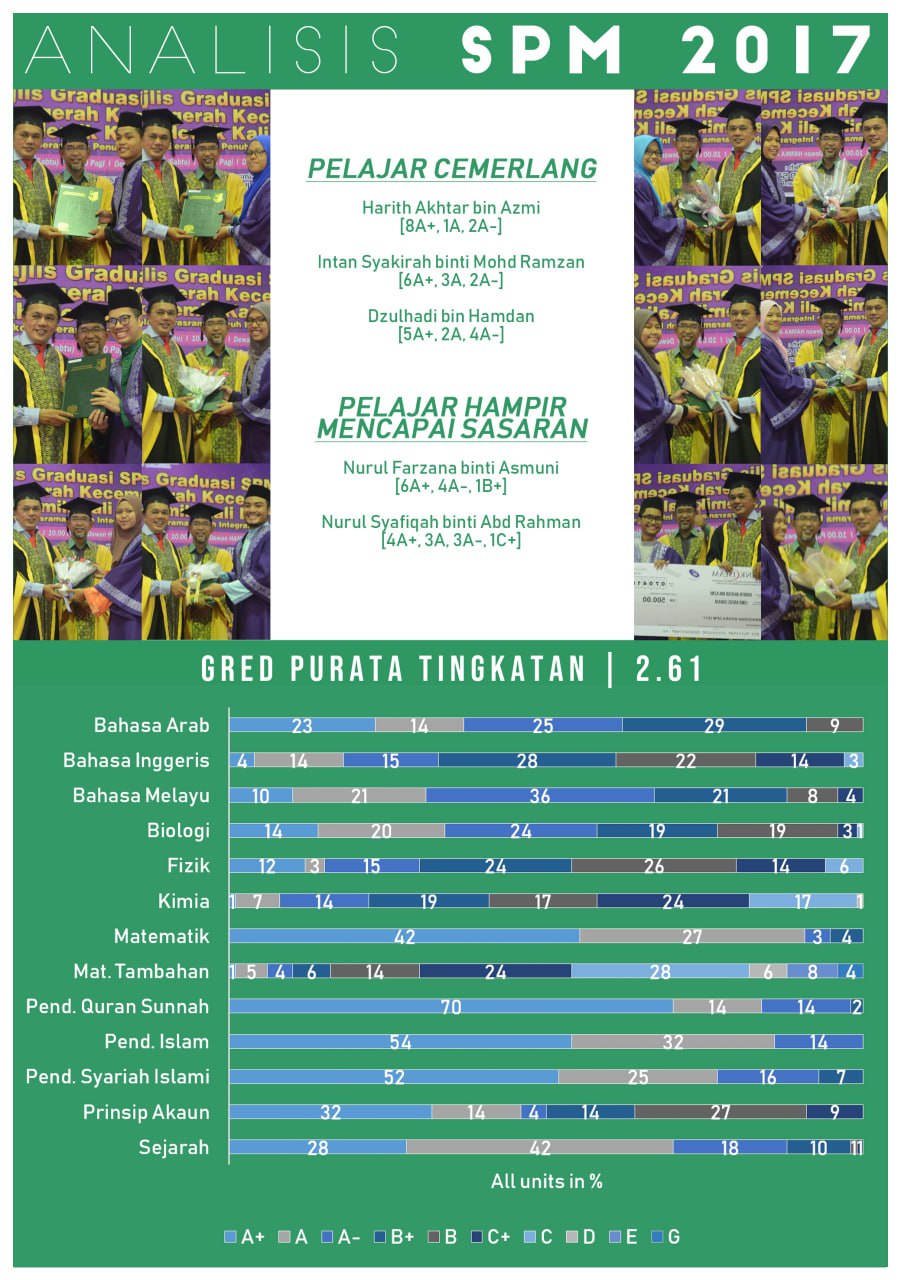 ANALISIS SPM 2017
PELAJAR CEMERLANG
Harith Akhtar bin Azmi
[8A+, 1A, 2A-]
Intan Syakirah binti Mohd Ramzan
[6A+, 3A, 2A-]
Dzulhadi bin Hamdan
[5A+, 2A, 4A-]
PELAJAR HAMPIR
MENCAPAI SASARAN
Nurul Farzana binti Asmuni
[6A+, 4A-, 1B+]
Nurul Syafiqah binti Abd Rahman
[4A+, 3A, 3A-, 1C+]
GRED PURATA TINGKATAN | 2.61
Bahasa Arab 23 14 25 29 9
Bahasa Inggeris 4 14 15 28 22 14 3
Bahasa Melayu 10 21 36 21 8 4
Biologi 14 20 24 19 19 3 1
Fizik 12 3 15 24 26 14 6
Kimia 1 7 14 19 17 24 17 1
Matematik 42 27 3 4
Mat. Tambahan 1 5 4 6 14 24 28 6 8 4
Pend. Quran Sunnah 70 14 14 2
Pend. Islam 54 32 14
Pend. Syariah Islami 52 25 16 7
Prinsip Akaun 32 14 4 14 27 9
Sejarah 28 42 18 10 1 1
All units in %
A+ A A- B+ B C+ C D E G